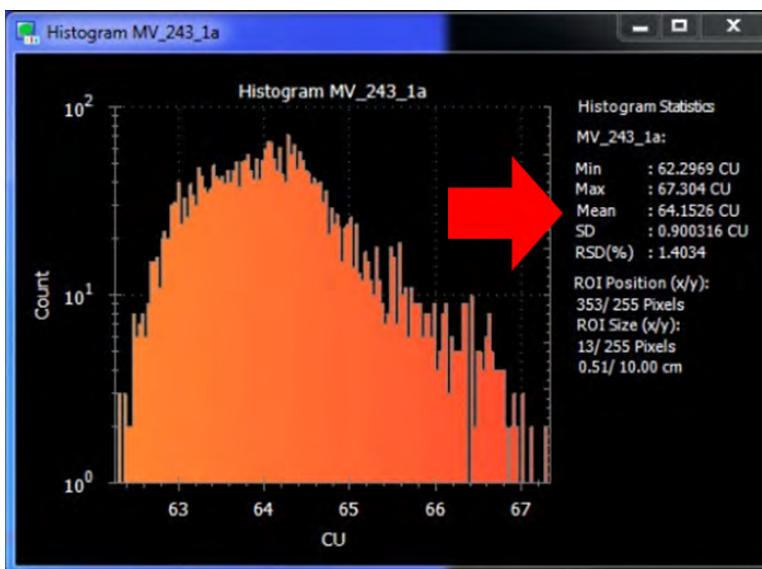 Histogram MV_243_1a
Histogram MV_243_1a
10²
10¹
10⁰
Count
63 64 65 66 67
CU
Histogram Statistics
MV_243_1a:
Min : 62.2969 CU
Max : 67.304 CU
Mean : 64.1526 CU
SD : 0.900316 CU
RSD(%) : 1.4034
ROI Position (x/y):
353/ 255 Pixels
ROI Size (x/y):
13/ 255 Pixels
0.51/ 10.00 cm